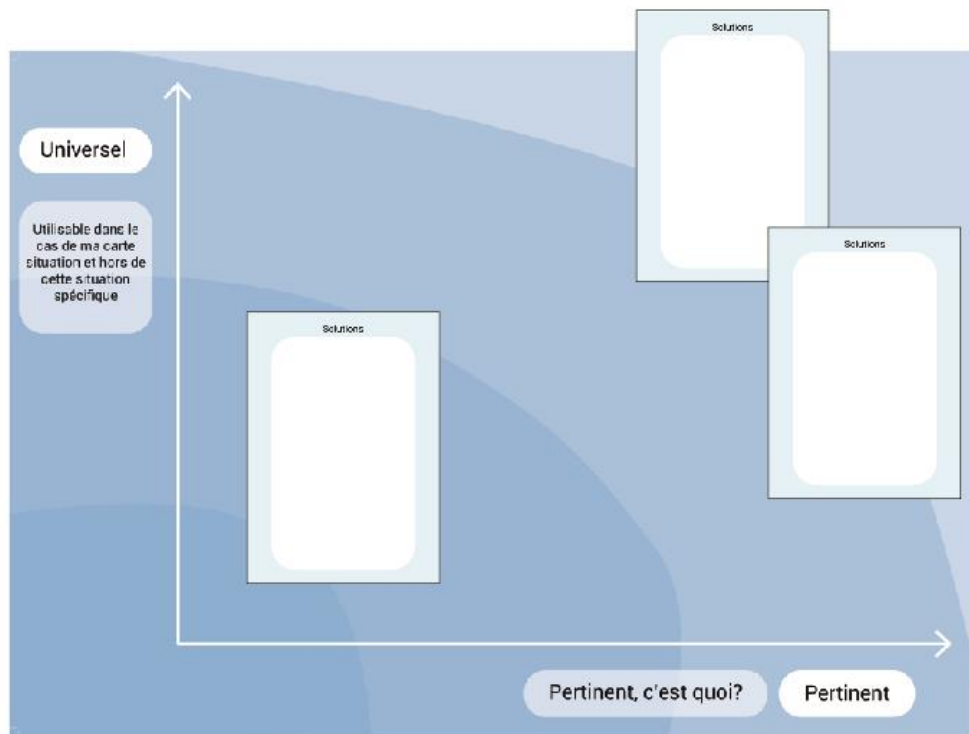 Solutions
Universel
Utilisable dans le
cas de ma carte
situation et hors de
cette situation
spécifique
Solutions
Solutions
Pertinent, c'est quoi?
Pertinent